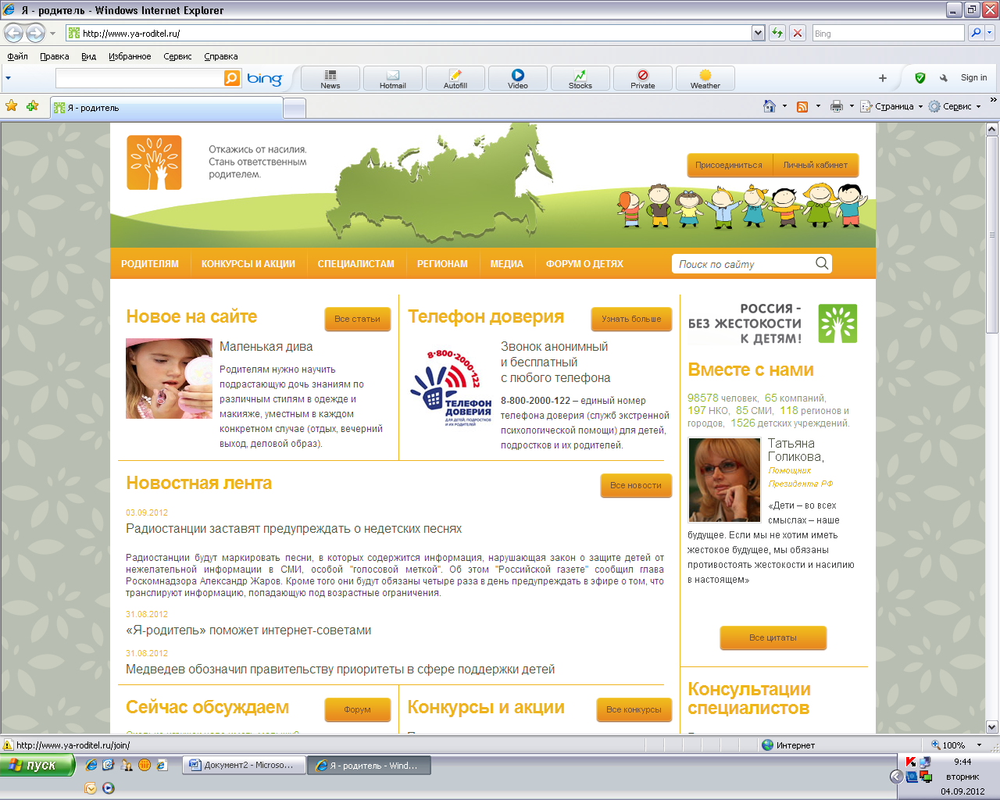 Я - родитель - Windows Internet Explorer
http://www.ya-roditel.ru/
Bing
Файл Правка Вид Избранное Сервис Справка
bing News Hotmail Autofill Video Stocks Private Weather Sign in
Я - родитель
Страница Сервис
Откажись от насилия.
Стань ответственным
родителем.
Присоединиться Личный кабинет
РОДИТЕЛЯМ КОНКУРСЫ И АКЦИИ СПЕЦИАЛИСТАМ РЕГИОНАМ МЕДИА ФОРУМ О ДЕТЯХ Поиск по сайту
Новое на сайте
Все статьи
Маленькая дива
Родителям нужно научить
подрастающую дочь знаниям по
различным стилям в одежде и
макияже, уместным в каждом
конкретном случае (отдых, вечерний
выход, деловой образ).
Телефон доверия
Узнать больше
8-800-2000-122
ТЕЛЕФОН
ДОВЕРИЯ
ДЛЯ ДЕТЕЙ, ПОДРОСТКОВ
И ИХ РОДИТЕЛЕЙ
Звонок анонимный
и бесплатный
с любого телефона
8-800-2000-122 – единый номер
телефона доверия (служб экстренной
психологической помощи) для детей,
подростков и их родителей.
РОССИЯ -
БЕЗ ЖЕСТОКОСТИ
К ДЕТЯМ!
Вместе с нами
98578 человек, 65 компаний,
197 НКО, 85 СМИ, 118 регионов и
городов, 1526 детских учреждений.
Татьяна
Голикова,
Помощник
Президента РФ
«Дети – во всех
смыслах – наше
будущее. Если мы не хотим иметь
жестокое будущее, мы обязаны
противостоять жестокости и насилию
в настоящем»
Все цитаты
Новостная лента
Все новости
03.09.2012
Радиостанции заставят предупреждать о недетских песнях
Радиостанции будут маркировать песни, в которых содержится информация, нарушающая закон о защите детей от
нежелательной информации в СМИ, особой "голосовой меткой". Об этом "Российской газете" сообщил глава
Роскомнадзора Александр Жаров. Кроме того они будут обязаны четыре раза в день предупреждать в эфире о том, что
транслируют информацию, попадающую под возрастные ограничения.
31.08.2012
«Я-родитель» поможет интернет-советами
31.08.2012
Медведев обозначил правительству приоритеты в сфере поддержки детей
Сейчас обсуждаем
Форум
Конкурсы и акции
Все конкурсы
Консультации
специалистов
http://www.ya-roditel.ru/join/ Интернет 100%
пуск Документ2 - Microso... Я - родитель - Wind... 9:44
вторник
04.09.2012